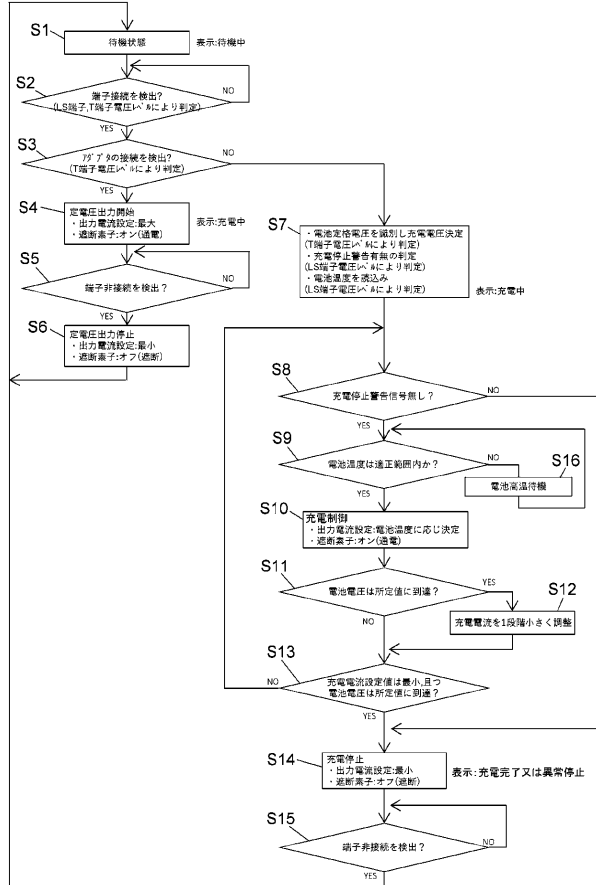 S1
待機状態
表示:待機中
S2
端子接続を検出?
(LS端子,T端子電圧レベルにより判定)
NO
YES
S3
アダプタの接続を検出?
(T端子電圧レベルにより判定)
NO
YES
S4
定電圧出力開始
・出力電流設定:最大
・遮断素子:オン(通電)
表示:充電中
S5
端子非接続を検出?
NO
YES
S6
定電圧出力停止
・出力電流設定:最小
・遮断素子:オフ(遮断)
S7
・電池定格電圧を識別し充電電圧決定
(T端子電圧レベルにより判定)
・充電停止警告有無の判定
(LS端子電圧レベルにより判定)
・電池温度を読込み
(LS端子電圧レベルにより判定)
表示:充電中
S8
充電停止警告信号無し?
NO
YES
S9
電池温度は適正範囲内か?
NO
YES
S16
電池高温待機
S10
充電制御
・出力電流設定:電池温度に応じ決定
・遮断素子:オン(通電)
S11
電池電圧は所定値に到達?
YES
NO
S12
充電電流を1段階小さく調整
S13
充電電流設定値は最小,且つ
電池電圧は所定値に到達?
NO
YES
S14
充電停止
・出力電流設定:最小
・遮断素子:オフ(遮断)
表示:充電完了又は異常停止
S15
端子非接続を検出?
NO
YES